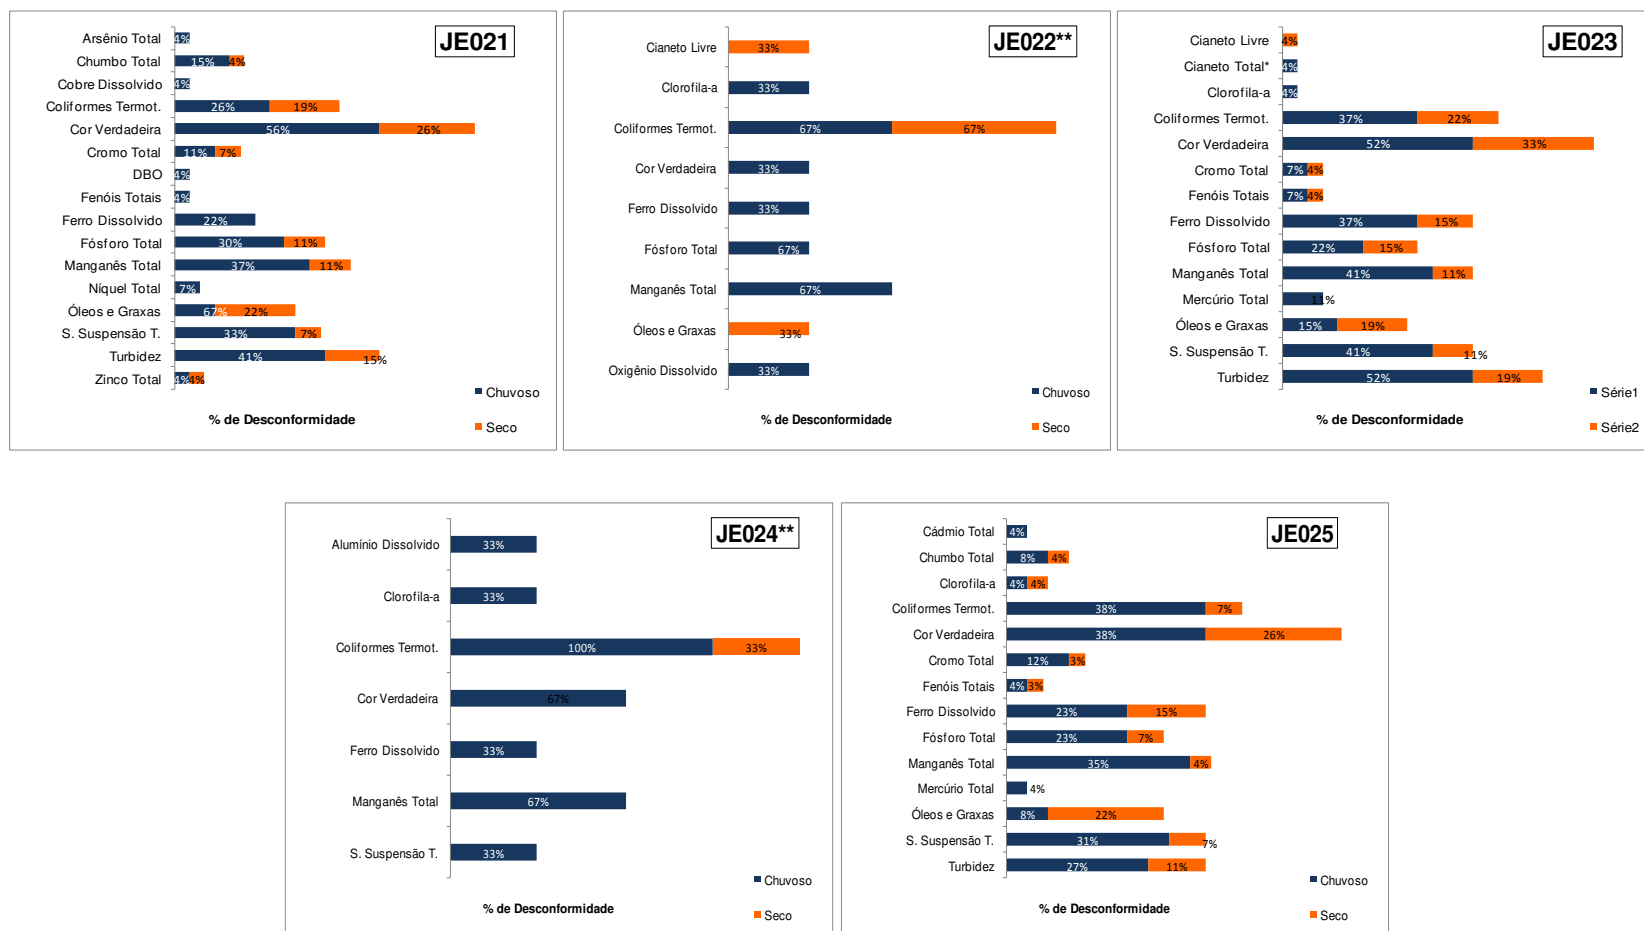 JE021
Arsênio Total 4%
Chumbo Total 15% 4%
Cobre Dissolvido 4%
Coliformes Termot. 26% 19%
Cor Verdadeira 56% 26%
Cromo Total 11% 7%
DBO 4%
Fenóis Totais 4%
Ferro Dissolvido 22%
Fósforo Total 30% 11%
Manganês Total 37% 11%
Níquel Total 7%
Óleos e Graxas 67% 22%
S. Suspensão T. 33% 7%
Turbidez 41% 15%
Zinco Total 4% 4%
Chuvoso
% de Desconformidade
Seco
JE022**
Cianeto Livre 33%
Clorofila-a 33%
Coliformes Termot. 67% 67%
Cor Verdadeira 33%
Ferro Dissolvido 33%
Fósforo Total 67%
Manganês Total 67%
Óleos e Graxas 33%
Oxigênio Dissolvido 33%
Chuvoso
% de Desconformidade
Seco
JE023
Cianeto Livre 4%
Cianeto Total* 4%
Clorofila-a 4%
Coliformes Termot. 37% 22%
Cor Verdadeira 52% 33%
Cromo Total 7% 4%
Fenóis Totais 7% 4%
Ferro Dissolvido 37% 15%
Fósforo Total 22% 15%
Manganês Total 41% 11%
Mercúrio Total 11%
Óleos e Graxas 15% 19%
S. Suspensão T. 41% 11%
Turbidez 52% 19%
Série1
% de Desconformidade
Série2
JE024**
Alumínio Dissolvido 33%
Clorofila-a 33%
Coliformes Termot. 100% 33%
Cor Verdadeira 67%
Ferro Dissolvido 33%
Manganês Total 67%
S. Suspensão T. 33%
Chuvoso
% de Desconformidade
Seco
JE025
Cádmio Total 4%
Chumbo Total 8% 4%
Clorofila-a 4% 4%
Coliformes Termot. 38% 7%
Cor Verdadeira 38% 26%
Cromo Total 12% 3%
Fenóis Totais 4% 3%
Ferro Dissolvido 23% 15%
Fósforo Total 23% 7%
Manganês Total 35% 4%
Mercúrio Total 4%
Óleos e Graxas 8% 22%
S. Suspensão T. 31% 7%
Turbidez 27% 11%
Chuvoso
% de Desconformidade
Seco